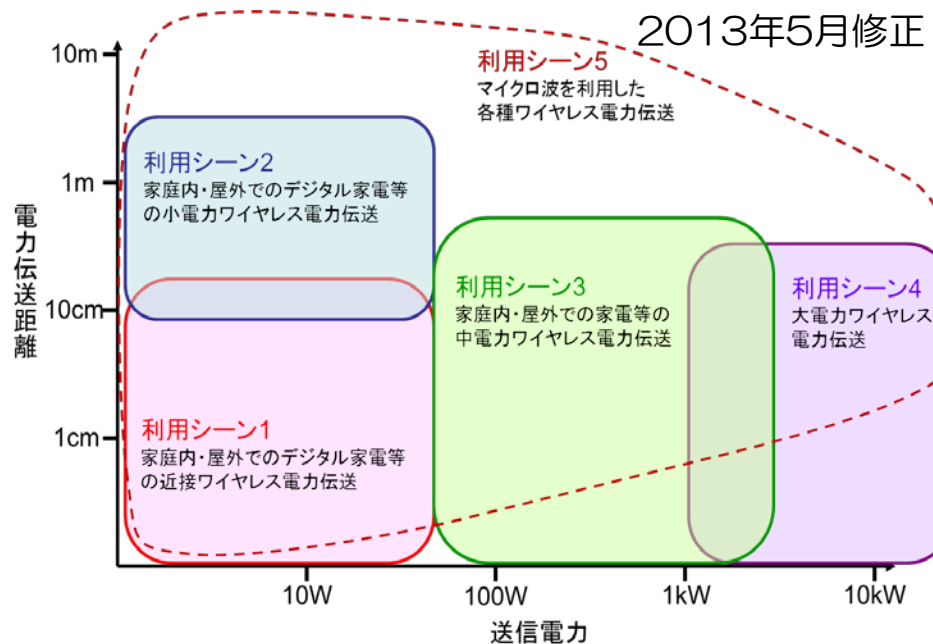 2013年5月修正
10m
利用シーン5
マイクロ波を利用した
各種ワイヤレス電力伝送
利用シーン2
家庭内・屋外でのデジタル家電等
の小電力ワイヤレス電力伝送
1m
電力伝送距離
利用シーン3
家庭内・屋外での家電等の
中電力ワイヤレス電力伝送
利用シーン4
大電力ワイヤレス
電力伝送
10cm
利用シーン1
家庭内・屋外でのデジタル家電等
の近接ワイヤレス電力伝送
1cm
10W
100W
1kW
10kW
送信電力